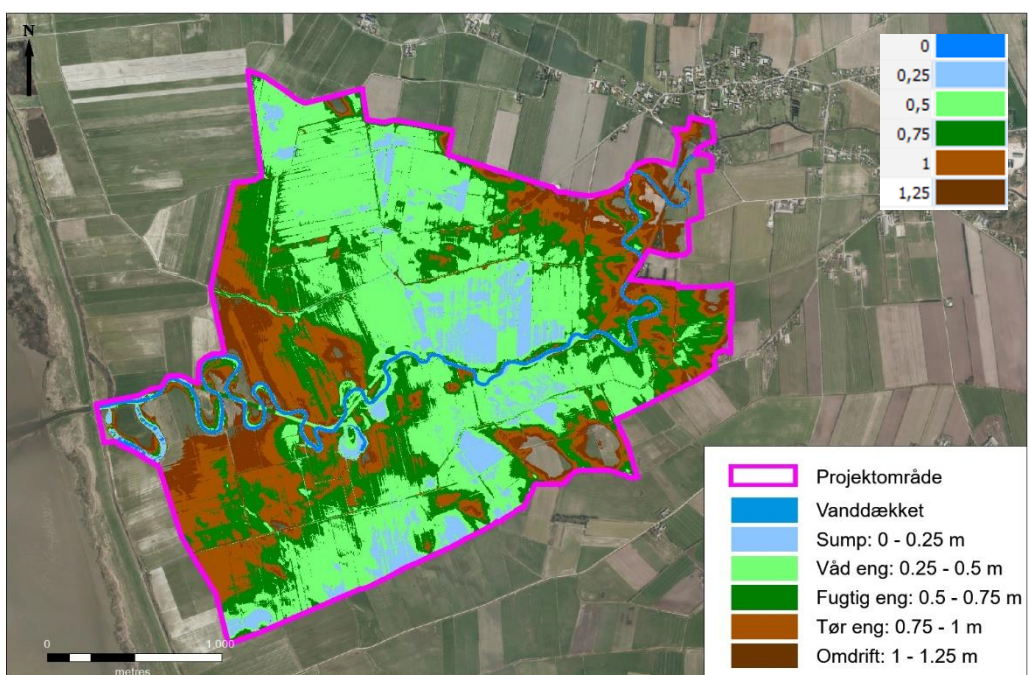 N
0
0,25
0,5
0,75
1
1,25
Projektområde
Vanddækket
Sump: 0 - 0.25 m
Våd eng: 0.25 - 0.5 m
Fugtig eng: 0.5 - 0.75 m
Tør eng: 0.75 - 1 m
Omdrift: 1 - 1.25 m
0 1,000
metres